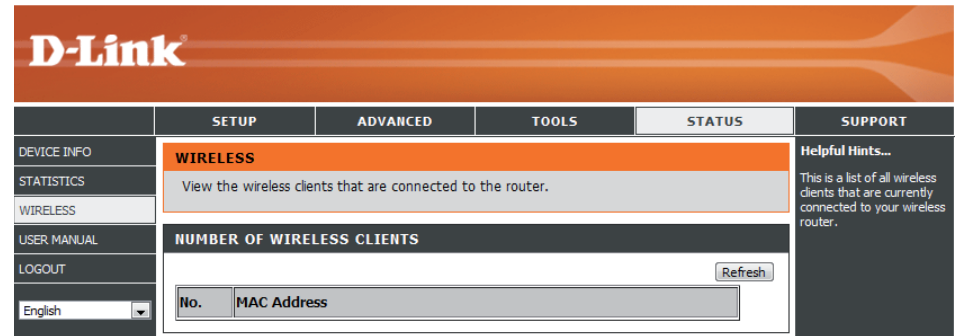 D-Link®
SETUP
ADVANCED
TOOLS
STATUS
SUPPORT
DEVICE INFO
STATISTICS
WIRELESS
USER MANUAL
LOGOUT
English
WIRELESS
View the wireless clients that are connected to the router.
NUMBER OF WIRELESS CLIENTS
Refresh
No. MAC Address
Helpful Hints...
This is a list of all wireless
clients that are currently
connected to your wireless
router.